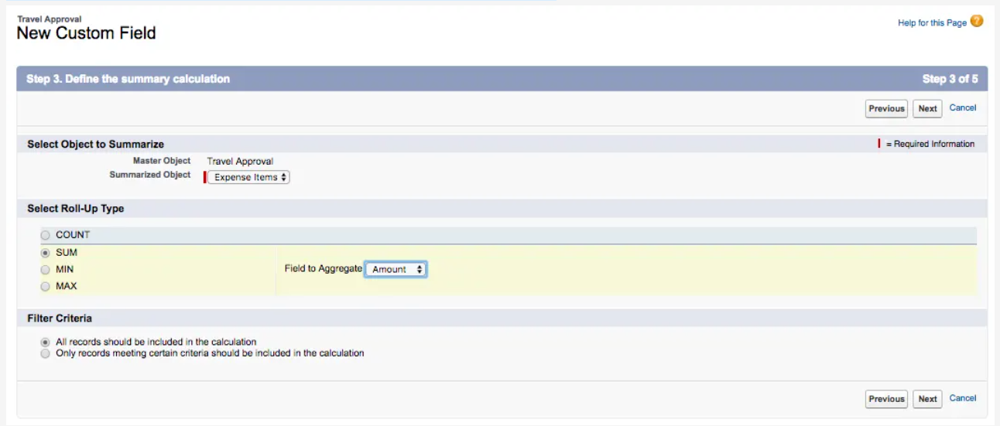 Travel Approval
New Custom Field
Help for this Page ?
Step 3. Define the summary calculation
Step 3 of 5
Previous Next Cancel
Select Object to Summarize
= Required Information
Master Object Travel Approval
Summarized Object Expense Items
Select Roll-Up Type
COUNT
SUM
MIN
MAX
Field to Aggregate Amount
Filter Criteria
All records should be included in the calculation
Only records meeting certain criteria should be included in the calculation
Previous Next Cancel